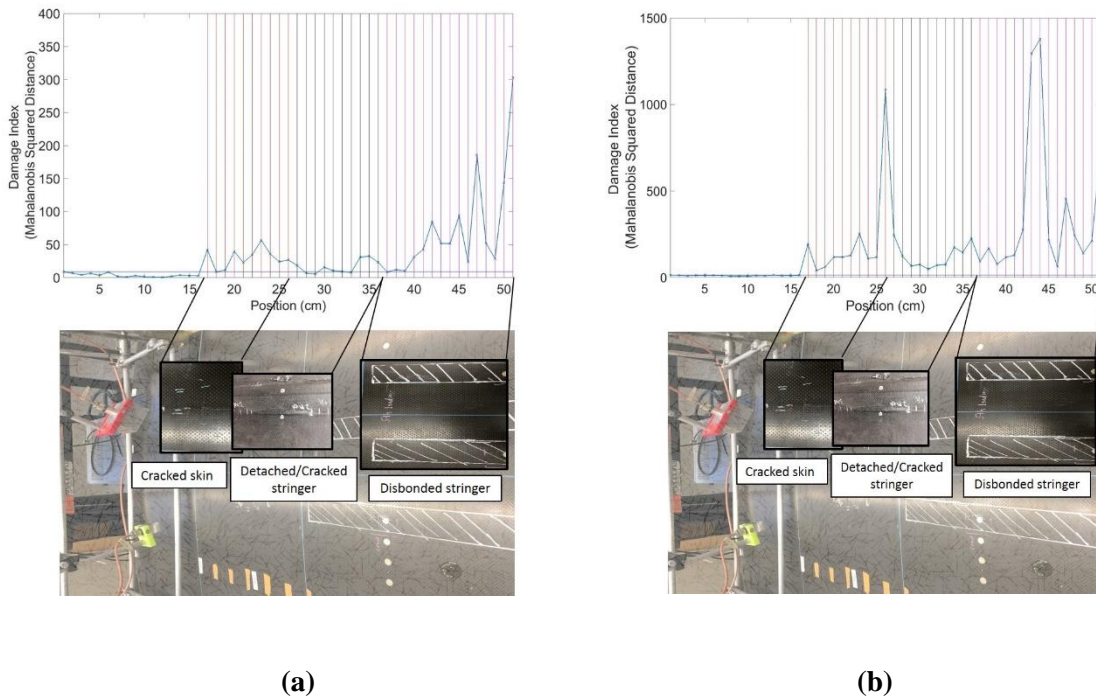 400
350
300
250
200
150
100
50
0
Damage Index
(Mahalanobis Squared Distance)
5 10 15 20 25 30 35 40 45 50
Position (cm)
Cracked skin
Detached/Cracked
stringer
Disbonded stringer
(a)
1500
1000
500
0
Damage Index
(Mahalanobis Squared Distance)
5 10 15 20 25 30 35 40 45 50
Position (cm)
Cracked skin
Detached/Cracked
stringer
Disbonded stringer
(b)